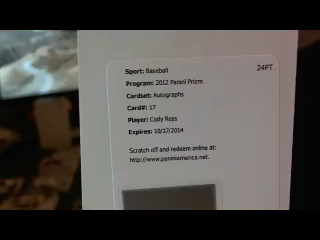 Sport: Baseball
24PT
Program: 2012 Panini Prizm
Cardset: Autographs
Card#: 17
Player: Cody Ross
Expires: 10/17/2014
Scratch off and redeem online at:
http://www.paniniamerica.net.